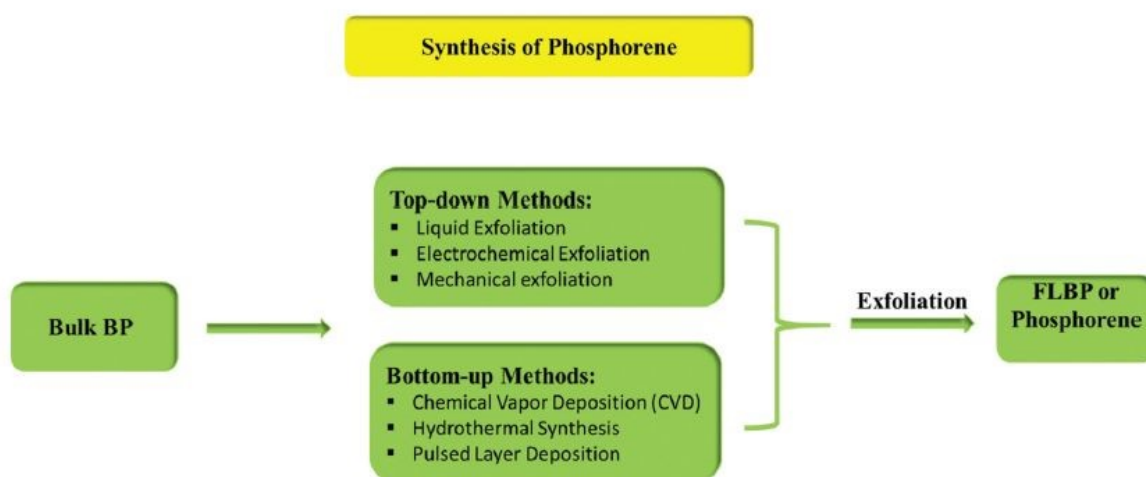 Synthesis of Phosphorene
Top-down Methods:
▪ Liquid Exfoliation
▪ Electrochemical Exfoliation
▪ Mechanical exfoliation
Bulk BP
Exfoliation
FLBP or
Phosphorene
Bottom-up Methods:
▪ Chemical Vapor Deposition (CVD)
▪ Hydrothermal Synthesis
▪ Pulsed Layer Deposition